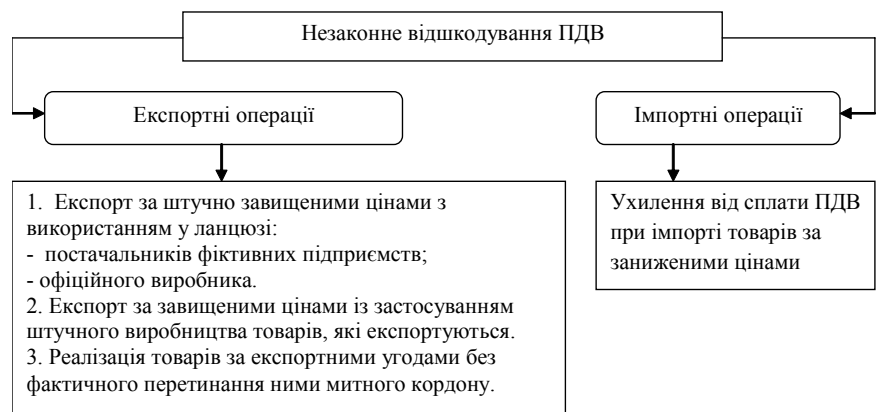 Незаконне відшкодування ПДВ
Експортні операції
Імпортні операції
1. Експорт за штучно завищеними цінами з
використанням у ланцюзі:
- постачальників фіктивних підприємств;
- офіційного виробника.
2. Експорт за завищеними цінами із застосуванням
штучного виробництва товарів, які експортуються.
3. Реалізація товарів за експортними угодами без
фактичного перетинання ними митного кордону.
Ухилення від сплати ПДВ
при імпорті товарів за
заниженими цінами